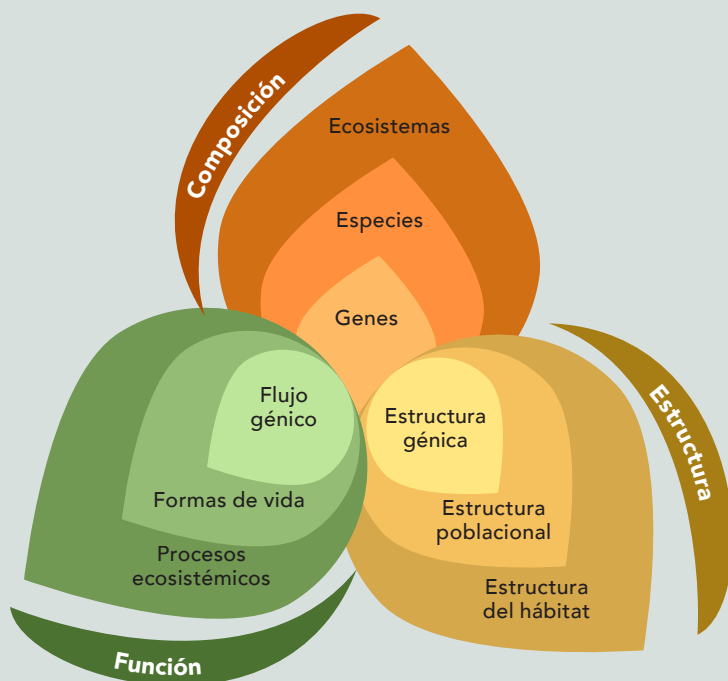 Composición
Ecosistemas
Especies
Genes
Función
Flujo
génico
Formas de vida
Procesos
ecosistémicos
Estructura
Estructura
génica
Estructura
poblacional
Estructura
del hábitat